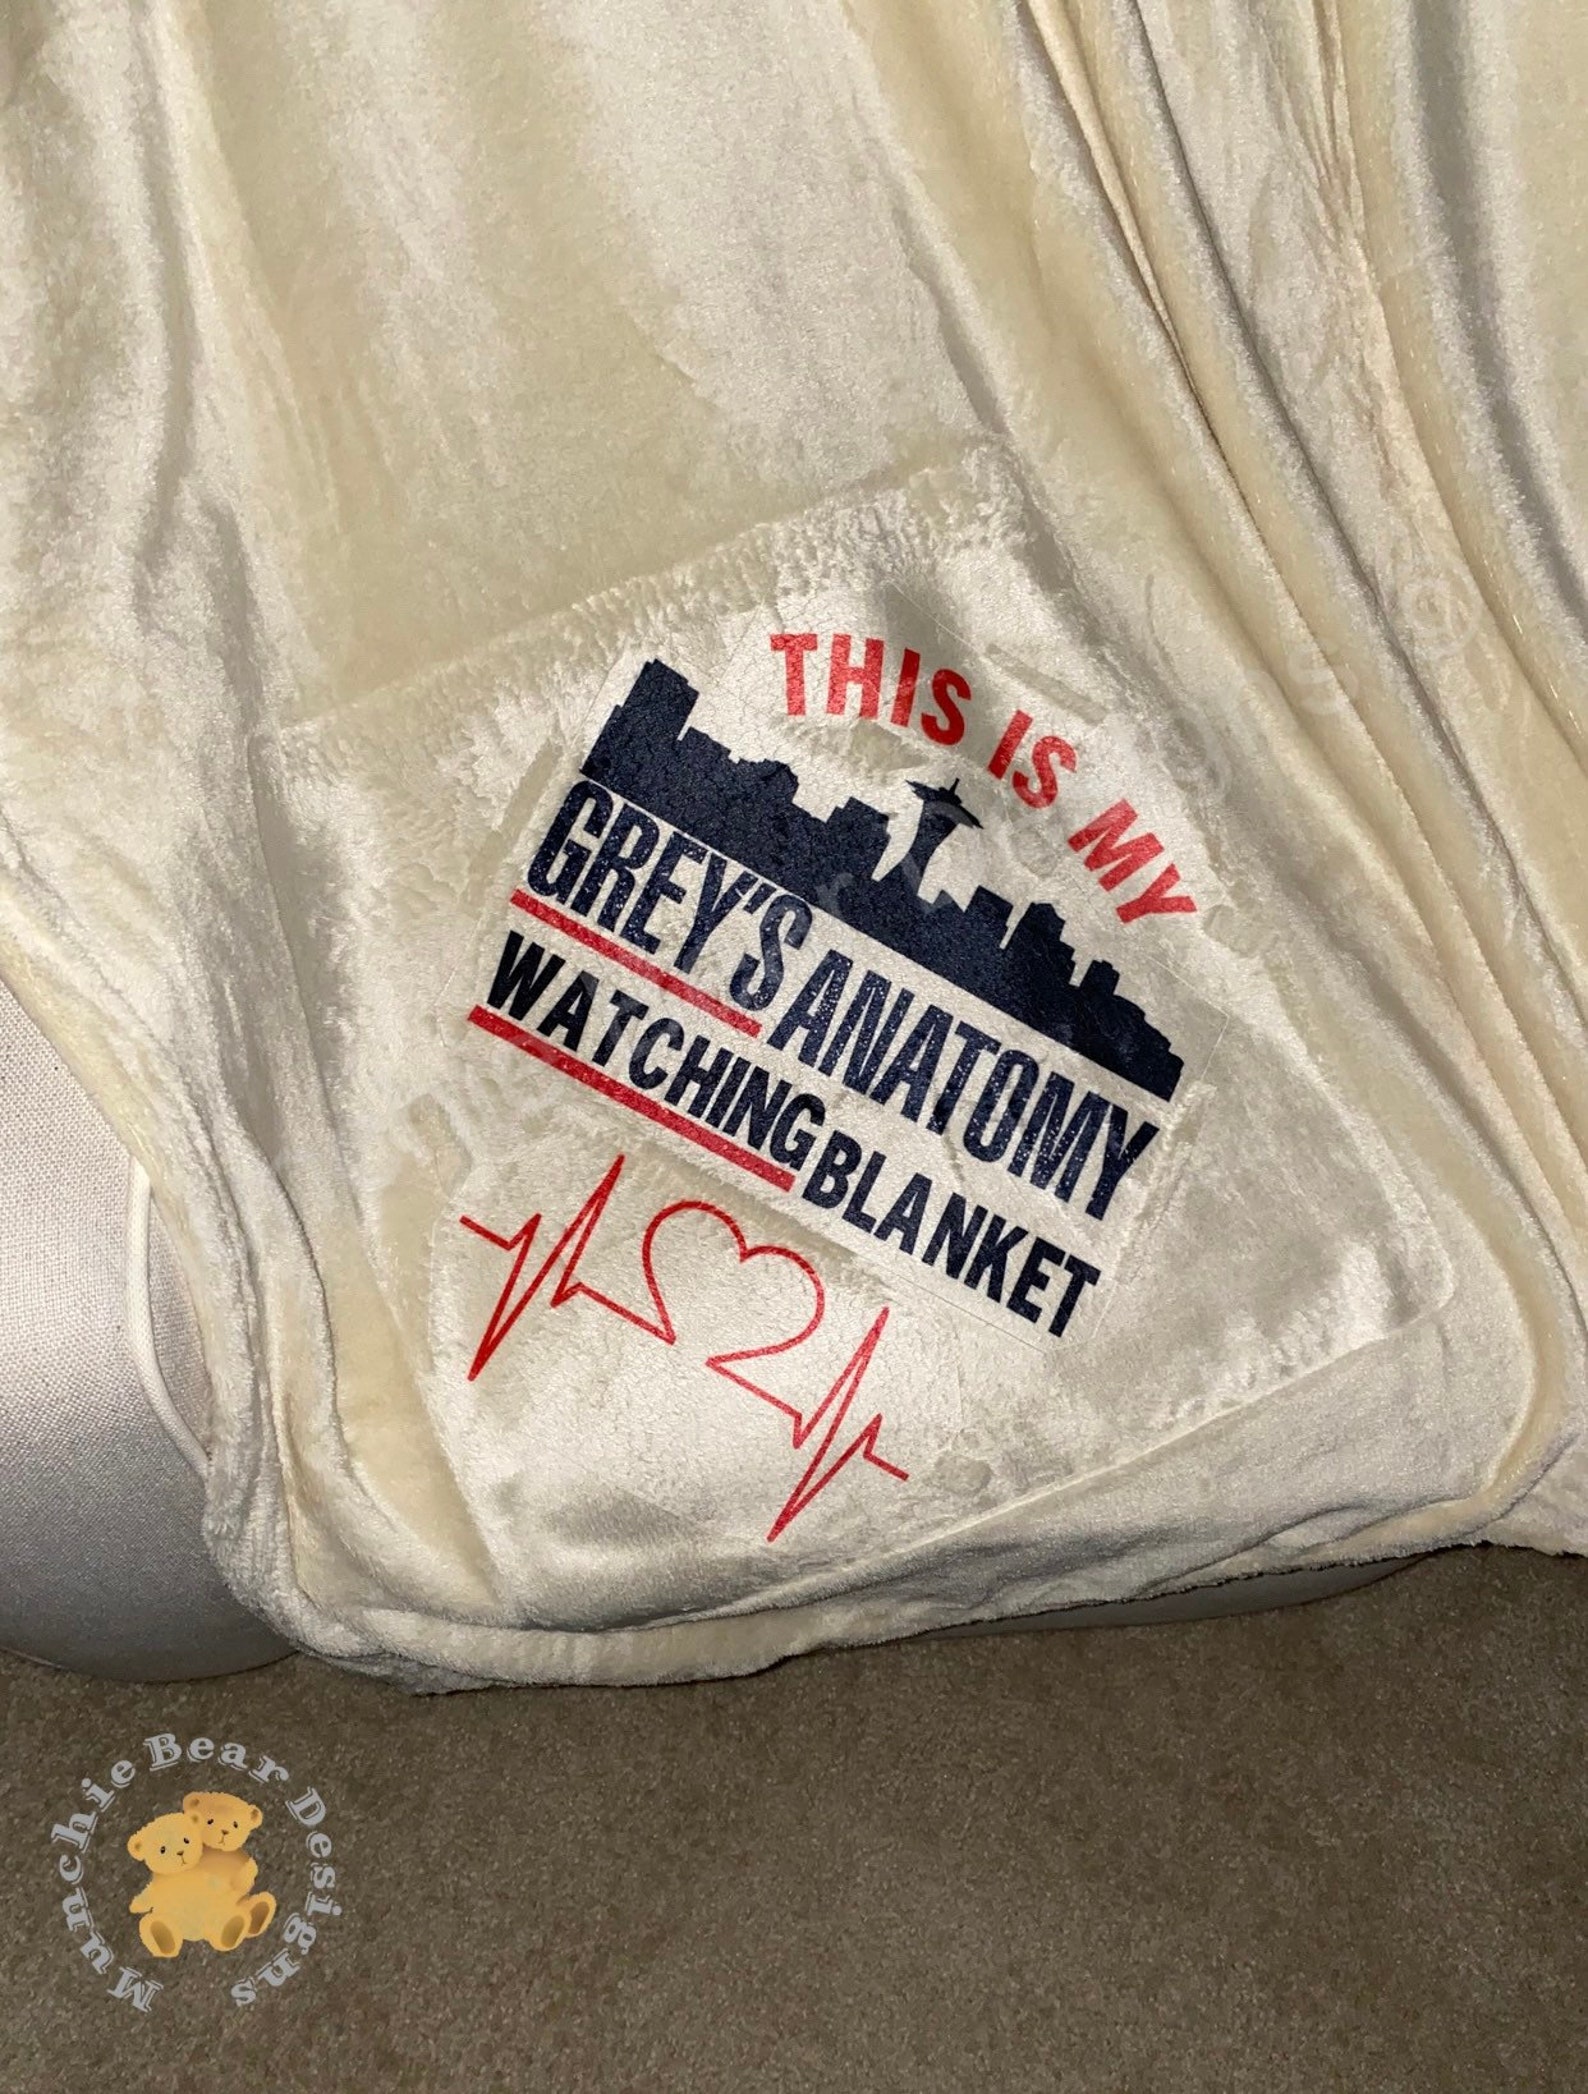 THIS IS MY
GREY'S ANATOMY
WATCHING BLANKET
Munchie Bear Designs